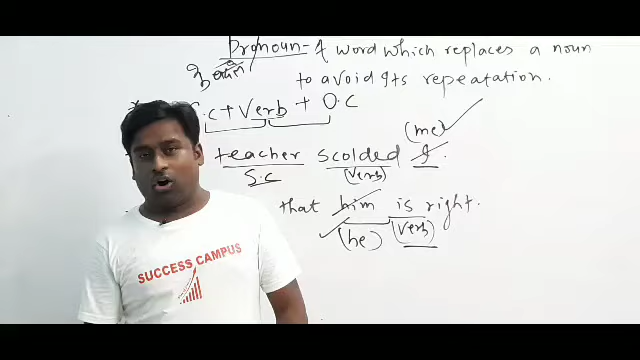 Pronoun - A word which replaces a noun
to avoid its repeatation.
S.C + Verb + O.C
(me)
teacher scolded I.
S.C (verb)
that him is right.
(he) (verb)
SUCCESS CAMPUS